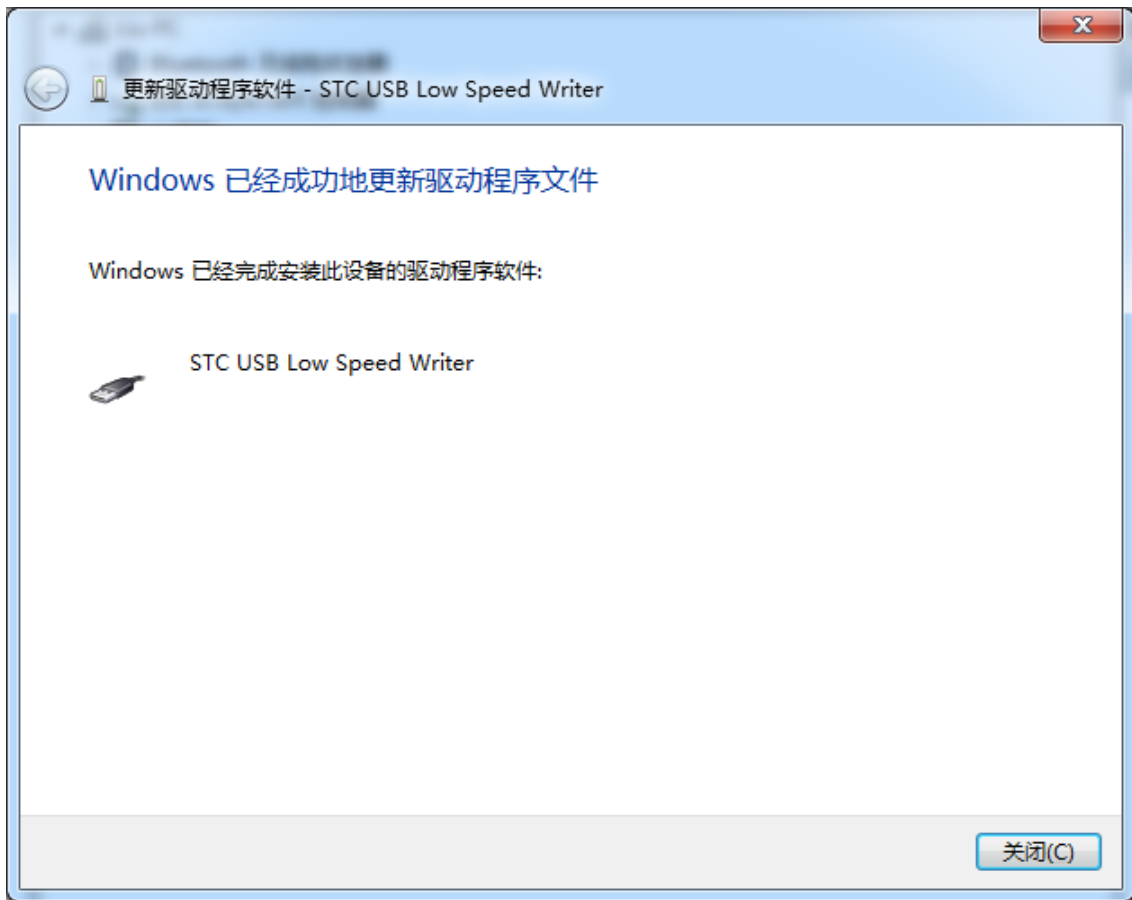 更新驱动程序软件 - STC USB Low Speed Writer
Windows 已经成功地更新驱动程序文件
Windows 已经完成安装此设备的驱动程序软件:
STC USB Low Speed Writer
关闭(C)